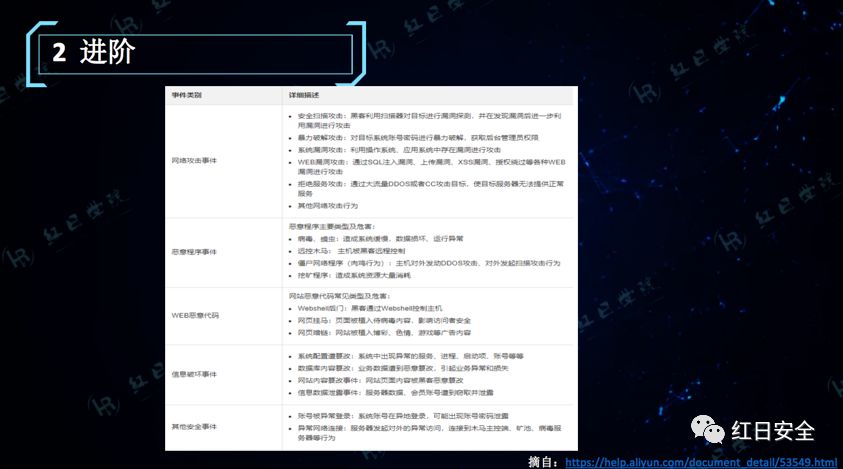 2 进阶
事件类别 详细描述
网络攻击事件
• 安全扫描攻击：黑客利用扫描器对目标进行漏洞探测，并在发现漏洞后进一步利
用漏洞进行攻击
• 暴力破解攻击：对目标系统账号密码进行暴力破解，获取后台管理员权限
• 系统漏洞攻击：利用操作系统、应用系统中存在漏洞进行攻击
• WEB漏洞攻击：通过SQL注入漏洞、上传漏洞、XSS漏洞、授权绕过等各种WEB
漏洞进行攻击
• 拒绝服务攻击：通过大流量DDOS或者CC攻击目标，使目标服务器无法提供正常
服务
• 其他网络攻击行为
恶意程序事件
恶意程序主要类型及危害：
• 病毒、蠕虫：造成系统缓慢，数据损坏、运行异常
• 远控木马： 主机被黑客远程控制
• 僵尸网络程序（肉鸡行为）：主机对外发动DDOS攻击、对外发起扫描攻击行为
• 挖矿程序：造成系统资源大量消耗
WEB恶意代码
网站恶意代码常见类型及危害：
• Webshell后门：黑客通过Webshell控制主机
• 网页挂马：页面被植入待病毒内容，影响访问者安全
• 网页暗链：网站被植入博彩、色情、游戏等广告内容
信息破坏事件
• 系统配置遭篡改：系统中出现异常的服务、进程、启动项、账号等等
• 数据库内容篡改：业务数据遭到恶意篡改，引起业务异常和损失
• 网站内容篡改事件：网站页面内容被黑客恶意篡改
• 信息数据泄露事件：服务器数据、会员账号遭到窃取并泄露
其他安全事件
• 账号被异常登录：系统账号在异地登录，可能出现账号密码泄露
• 异常网络连接：服务器发起对外的异常访问，连接到木马主控端、矿池、病毒服
务器等行为
红日安全
摘自：https://help.aliyun.com/document_detail/53549.html
红日学院
红日学院
红日学院
红日学院